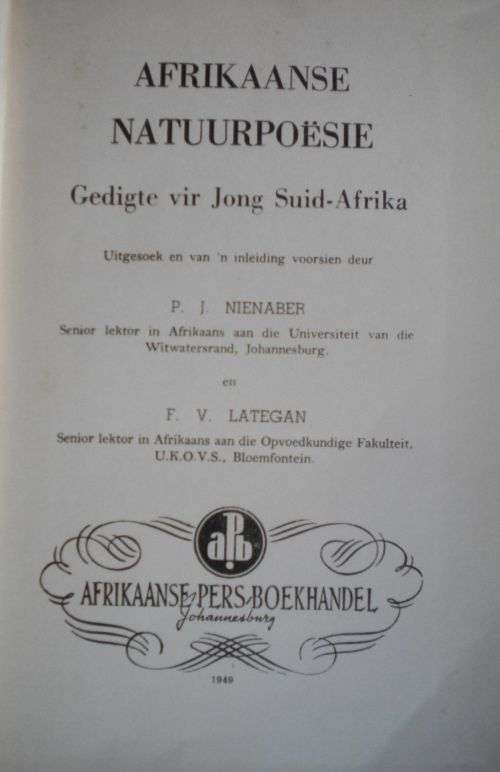 AFRIKAANSE
NATUURPOËSIE
Gedigte vir Jong Suid-Afrika
Uitgesoek en van 'n inleiding voorsien deur
P. J. NIENABER
Senior lektor in Afrikaans aan die Universiteit van die
Witwatersrand, Johannesburg.
en
F. V. LATEGAN
Senior lektor in Afrikaans aan die Opvoedkundige Fakulteit,
U.K.O.V.S., Bloemfontein.
aPb
AFRIKAANSE PERS BOEKHANDEL
Johannesburg
1949